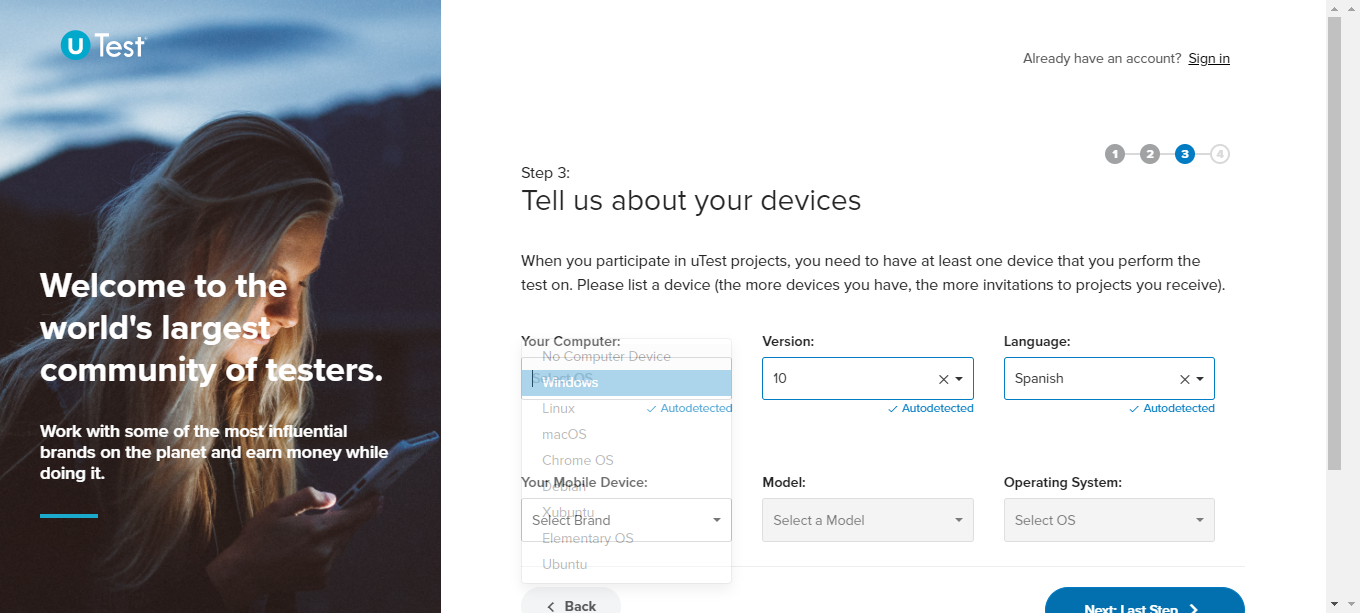 uTest
Already have an account? Sign in
1 2 3 4
Step 3:
Tell us about your devices
When you participate in uTest projects, you need to have at least one device that you perform the
test on. Please list a device (the more devices you have, the more invitations to projects you receive).
Welcome to the
world's largest
community of testers.
Work with some of the most influential
brands on the planet and earn money while
doing it.
Your Computer:
Version:
Language:
No Computer Device
Select OS
Windows
10
Spanish
Linux
Autodetected
Autodetected
Autodetected
macOS
Chrome OS
Your Mobile Device:
Model:
Operating System:
Debian
Xubuntu
Select Brand
Select a Model
Select OS
Elementary OS
Ubuntu
Back
Next: Last Step